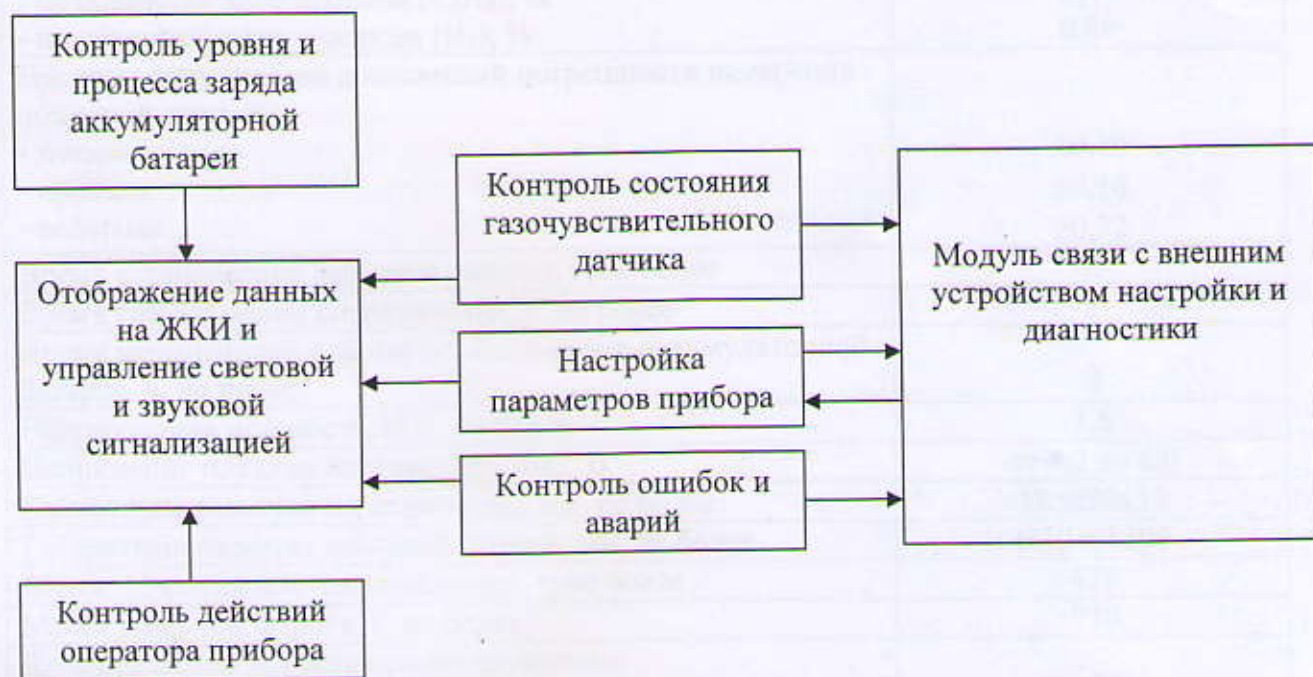 Контроль уровня и
процесса заряда
аккумуляторной
батареи
Отображение данных
на ЖКИ и
управление световой
и звуковой
сигнализацией
Контроль действий
оператора прибора
Контроль состояния
газочувствительного
датчика
Настройка
параметров прибора
Контроль ошибок и
аварий
Модуль связи с внешним
устройством настройки и
диагностики